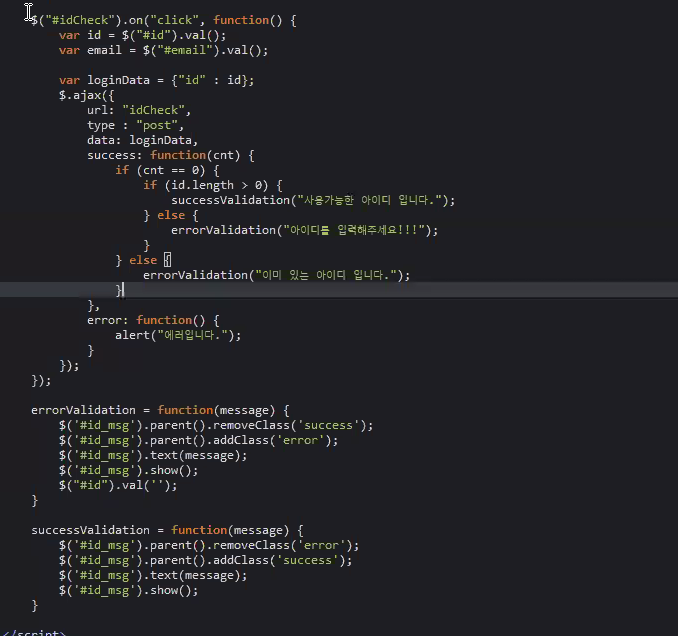 $("#idCheck").on("click", function() {
var id = $("#id").val();
var email = $("#email").val();
var loginData = {"id" : id};
$.ajax({
url: "idCheck",
type : "post",
data: loginData,
success: function(cnt) {
if (cnt == 0) {
if (id.length > 0) {
successValidation("사용가능한 아이디 입니다.");
} else {
errorValidation("아이디를 입력해주세요!!!");
}
} else {
errorValidation("이미 있는 아이디 입니다.");
}
},
error: function() {
alert("에러입니다.");
}
});
});
errorValidation = function(message) {
$('#id_msg').parent().removeClass('success');
$('#id_msg').parent().addClass('error');
$('#id_msg').text(message);
$('#id_msg').show();
$("#id").val('');
}
successValidation = function(message) {
$('#id_msg').parent().removeClass('error');
$('#id_msg').parent().addClass('success');
$('#id_msg').text(message);
$('#id_msg').show();
}
</script>